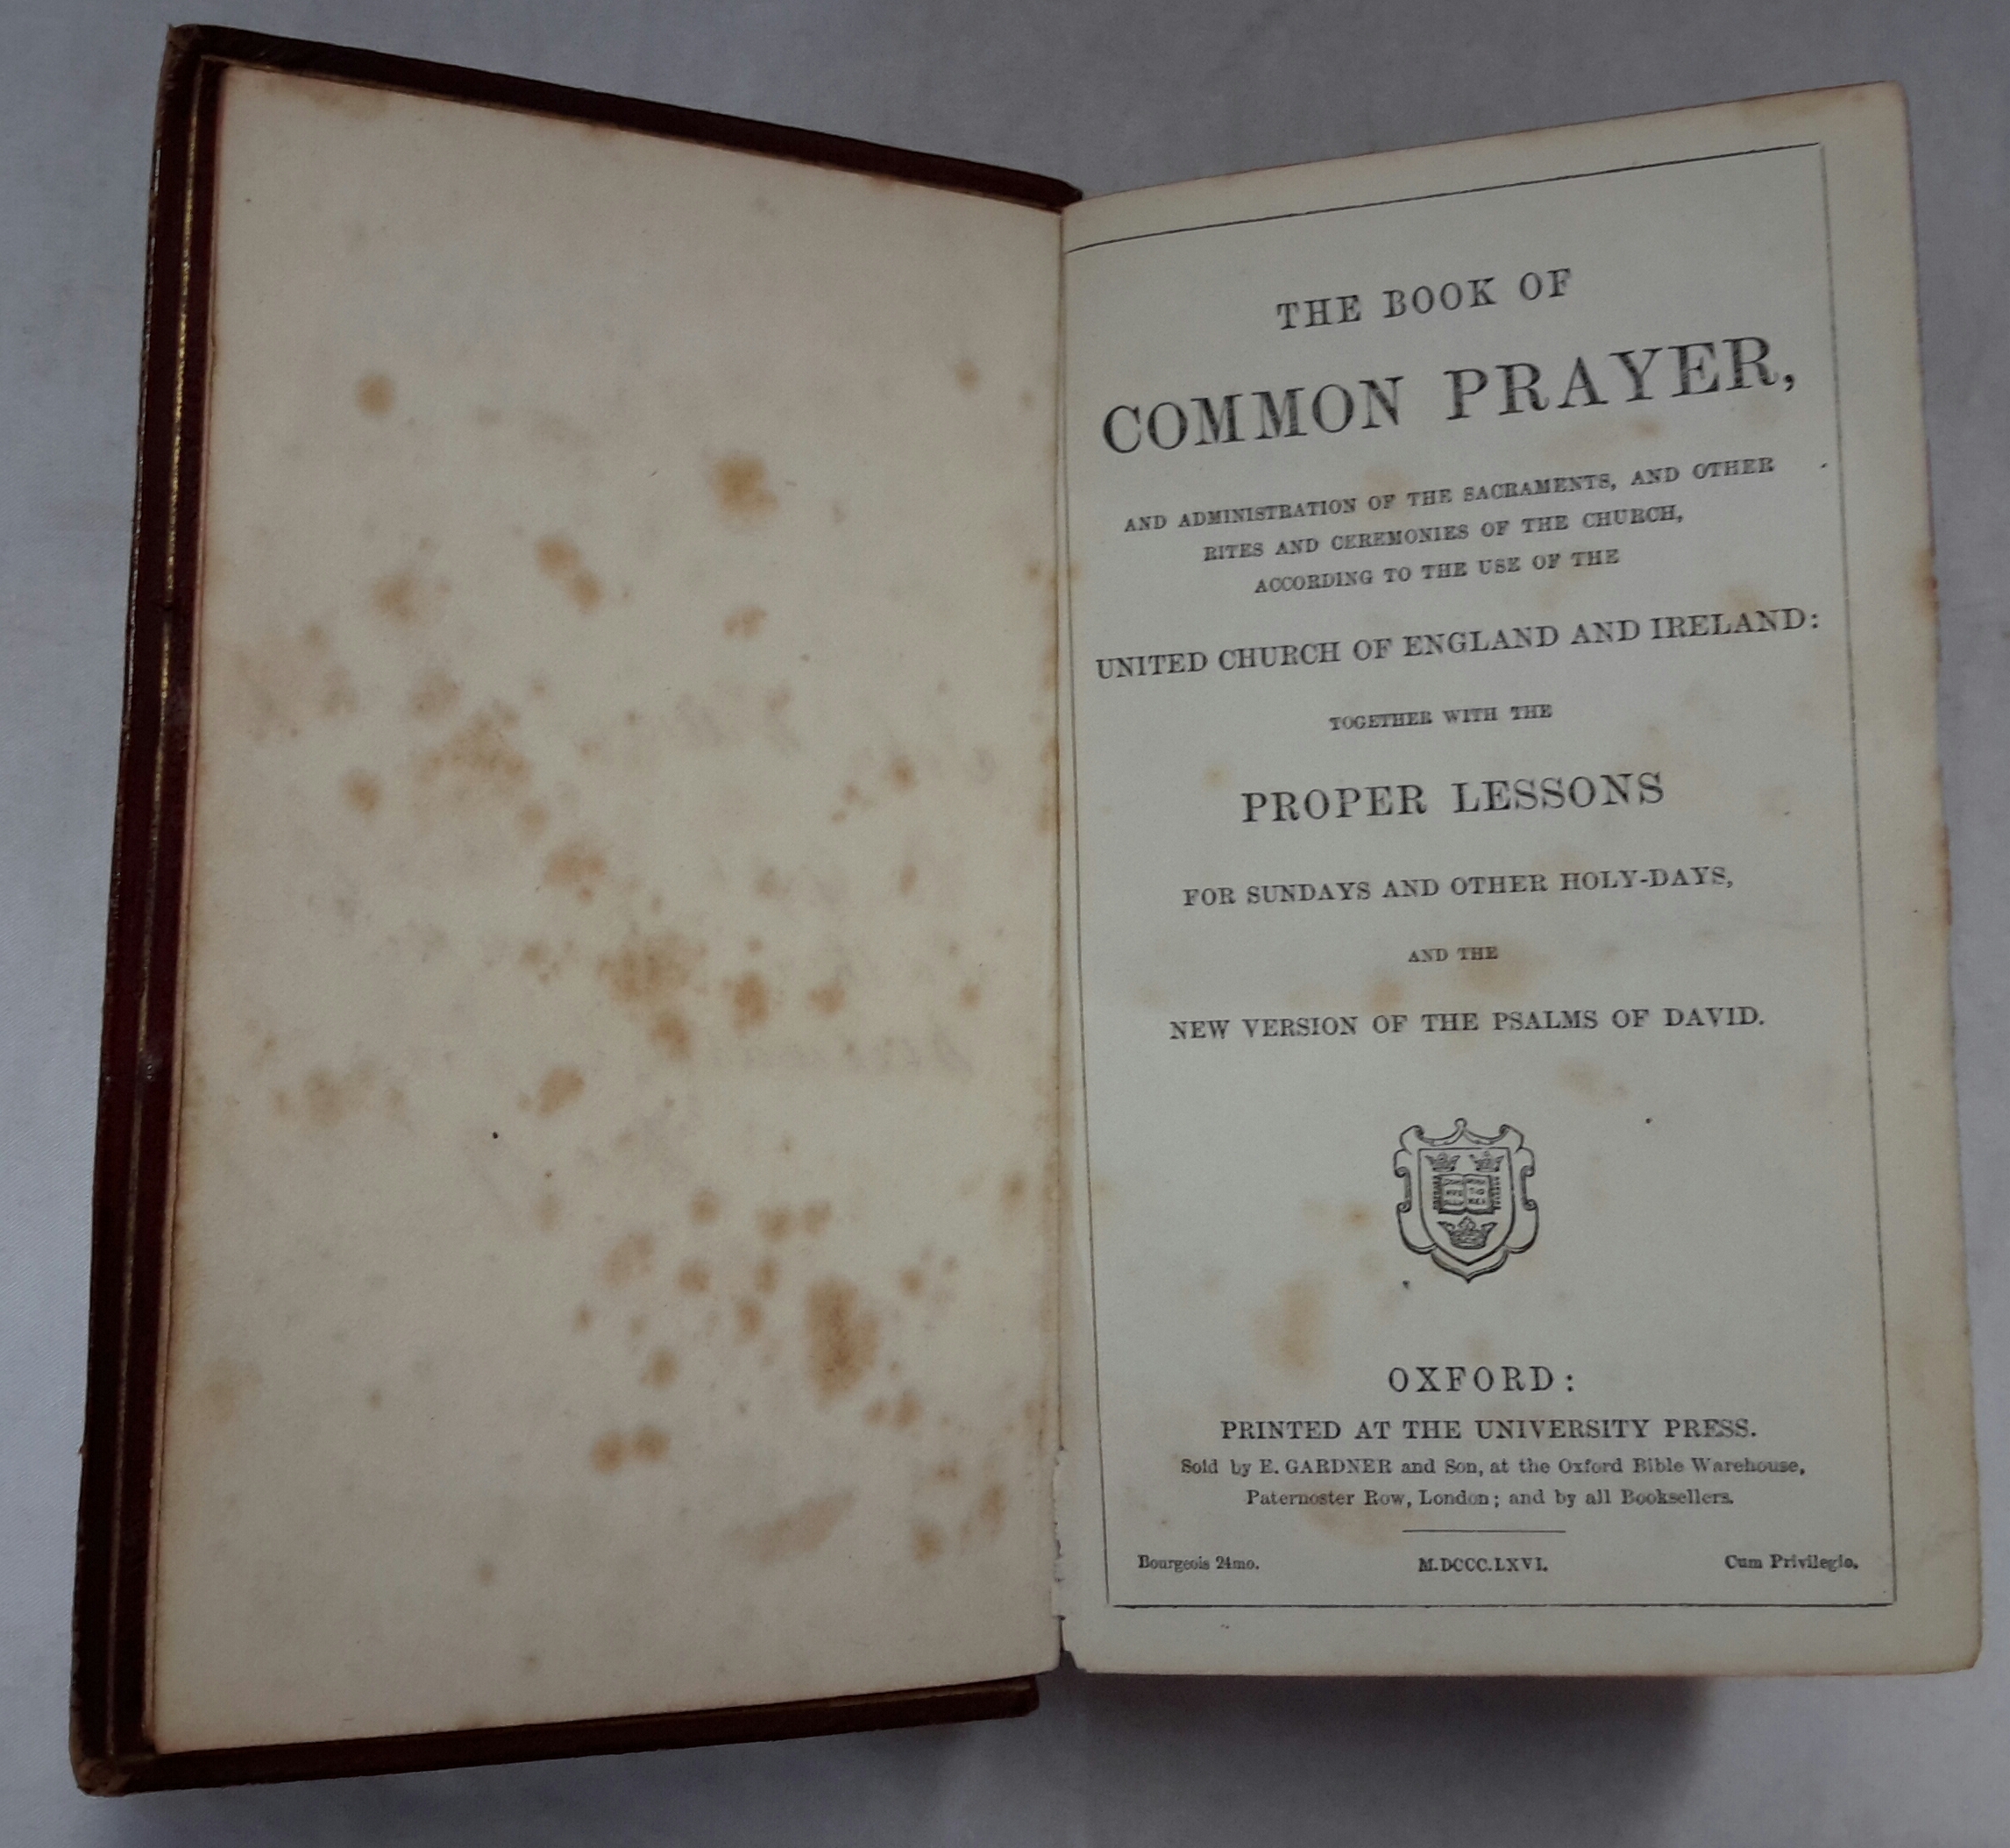 THE BOOK OF
COMMON PRAYER,
AND ADMINISTRATION OF THE SACRAMENTS, AND OTHER
RITES AND CEREMONIES OF THE CHURCH,
ACCORDING TO THE USE OF THE
UNITED CHURCH OF ENGLAND AND IRELAND:
TOGETHER WITH THE
PROPER LESSONS
FOR SUNDAYS AND OTHER HOLY-DAYS,
AND THE
NEW VERSION OF THE PSALMS OF DAVID.
OXFORD:
PRINTED AT THE UNIVERSITY PRESS.
Sold by E. GARDNER and Son, at the Oxford Bible Warehouse,
Paternoster Row, London; and by all Booksellers.
Bourgeois 24mo. M.DCCC.LXVI. Cum Privilegio.